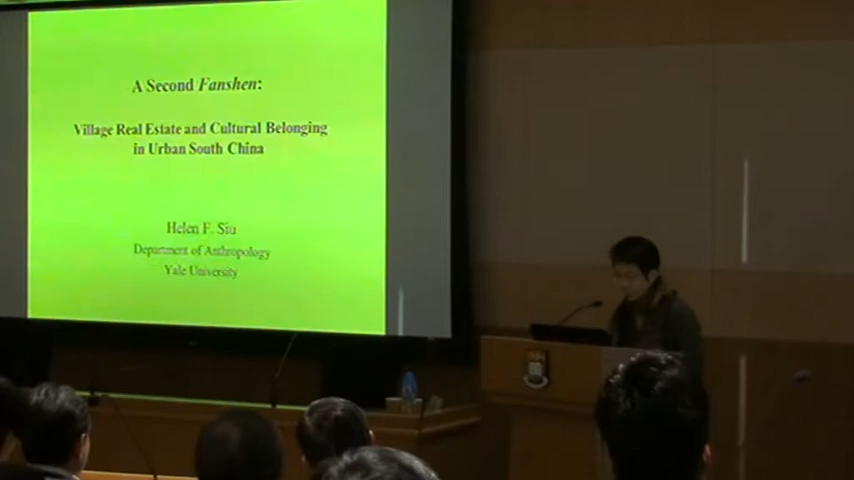 A Second Fanshen:
Village Real Estate and Cultural Belonging
in Urban South China
Helen F. Siu
Department of Anthropology
Yale University